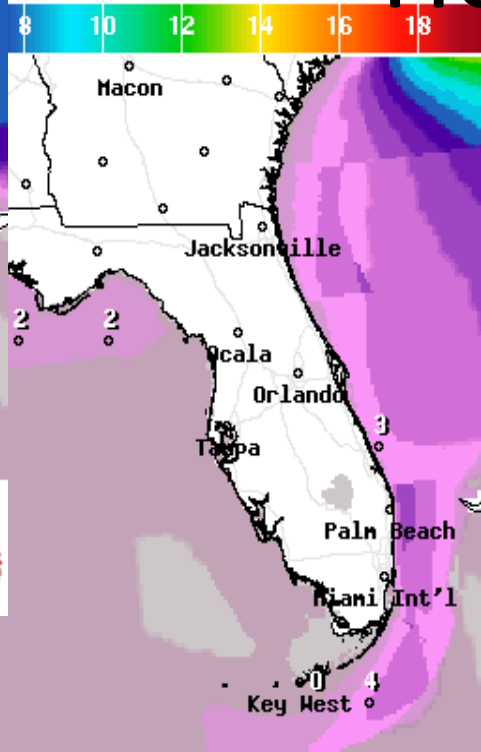 8 10 12 14 16 18
Macon
Jacksonville
2 2
Ocala
Orlando
3
Tampa
Palm Beach
Miami Int'l
0 4
Key West